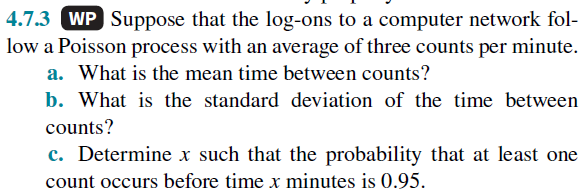 4.7.3 WP Suppose that the log-ons to a computer network fol-
low a Poisson process with an average of three counts per minute.
a. What is the mean time between counts?
b. What is the standard deviation of the time between
counts?
c. Determine x such that the probability that at least one
count occurs before time x minutes is 0.95.